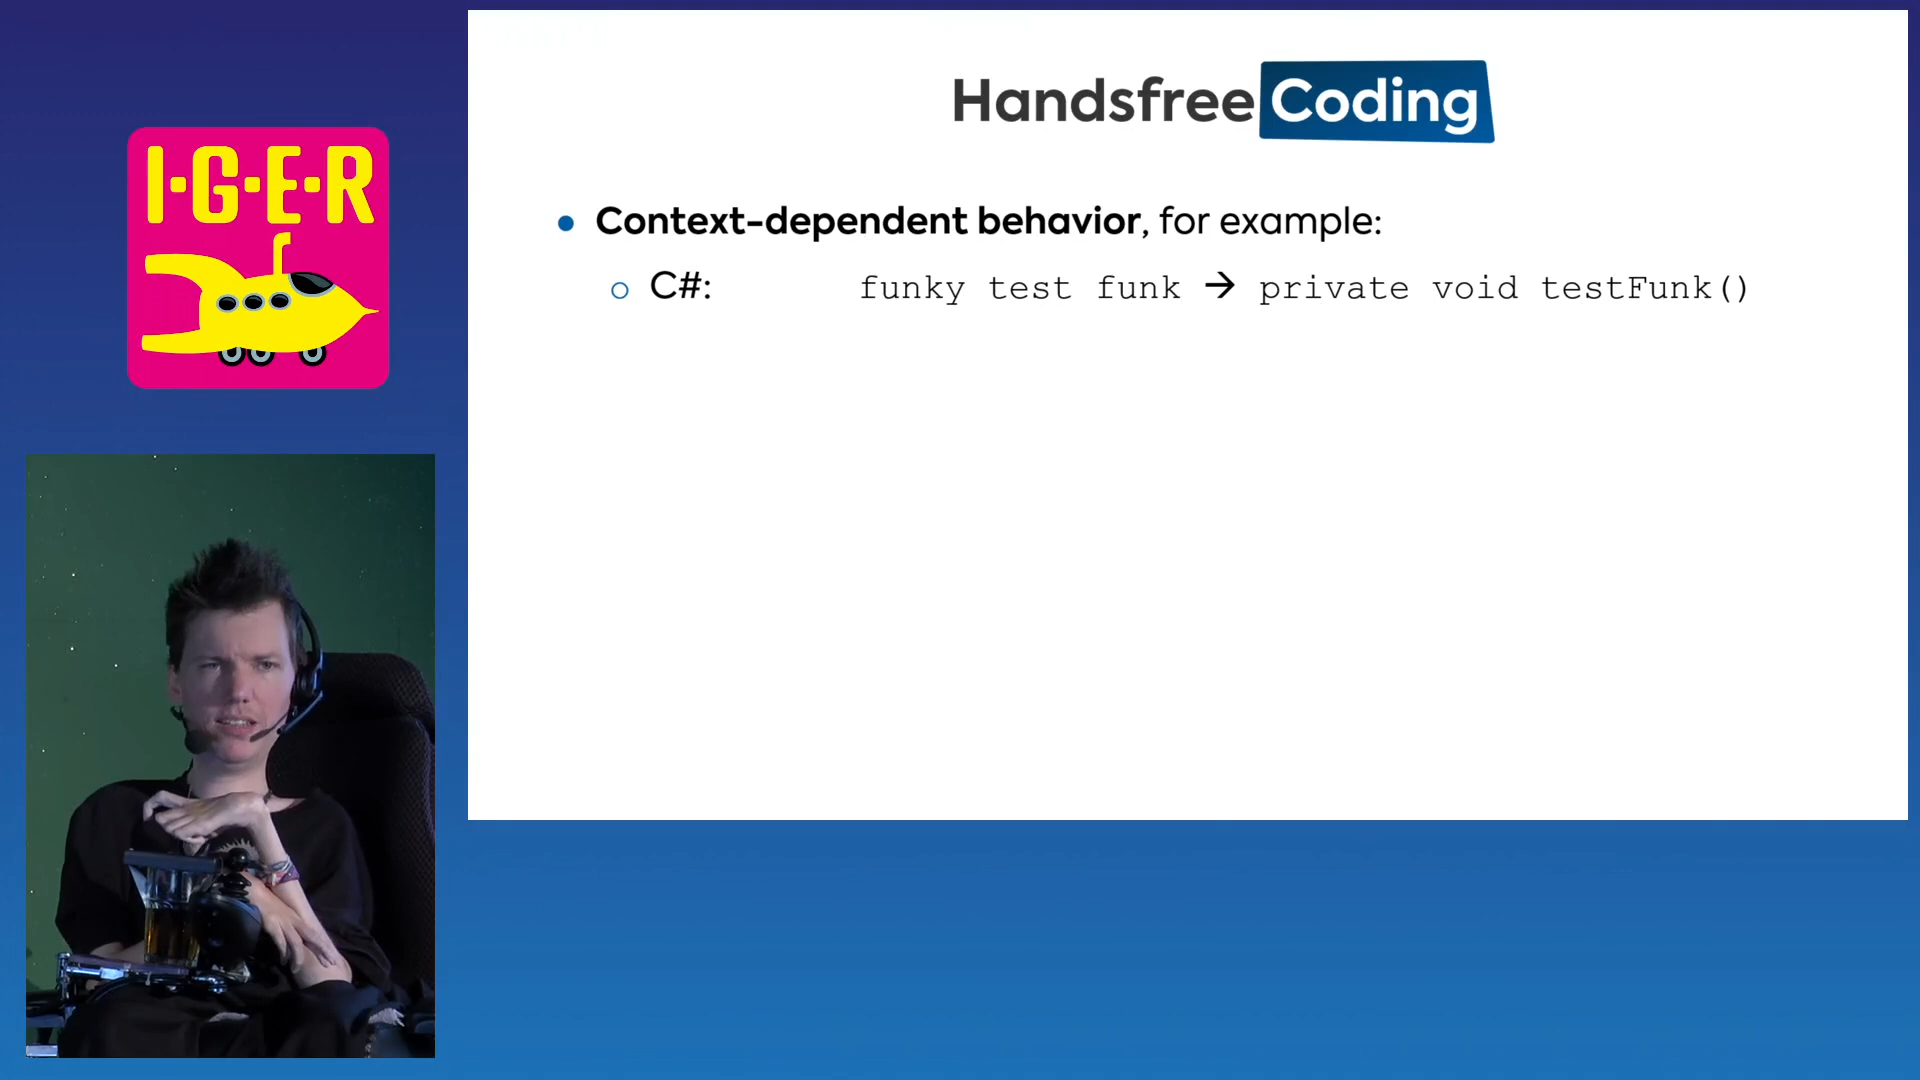 I·G·E·R
Handsfree Coding
• Context-dependent behavior, for example:
○ C#: funky test funk → private void testFunk()